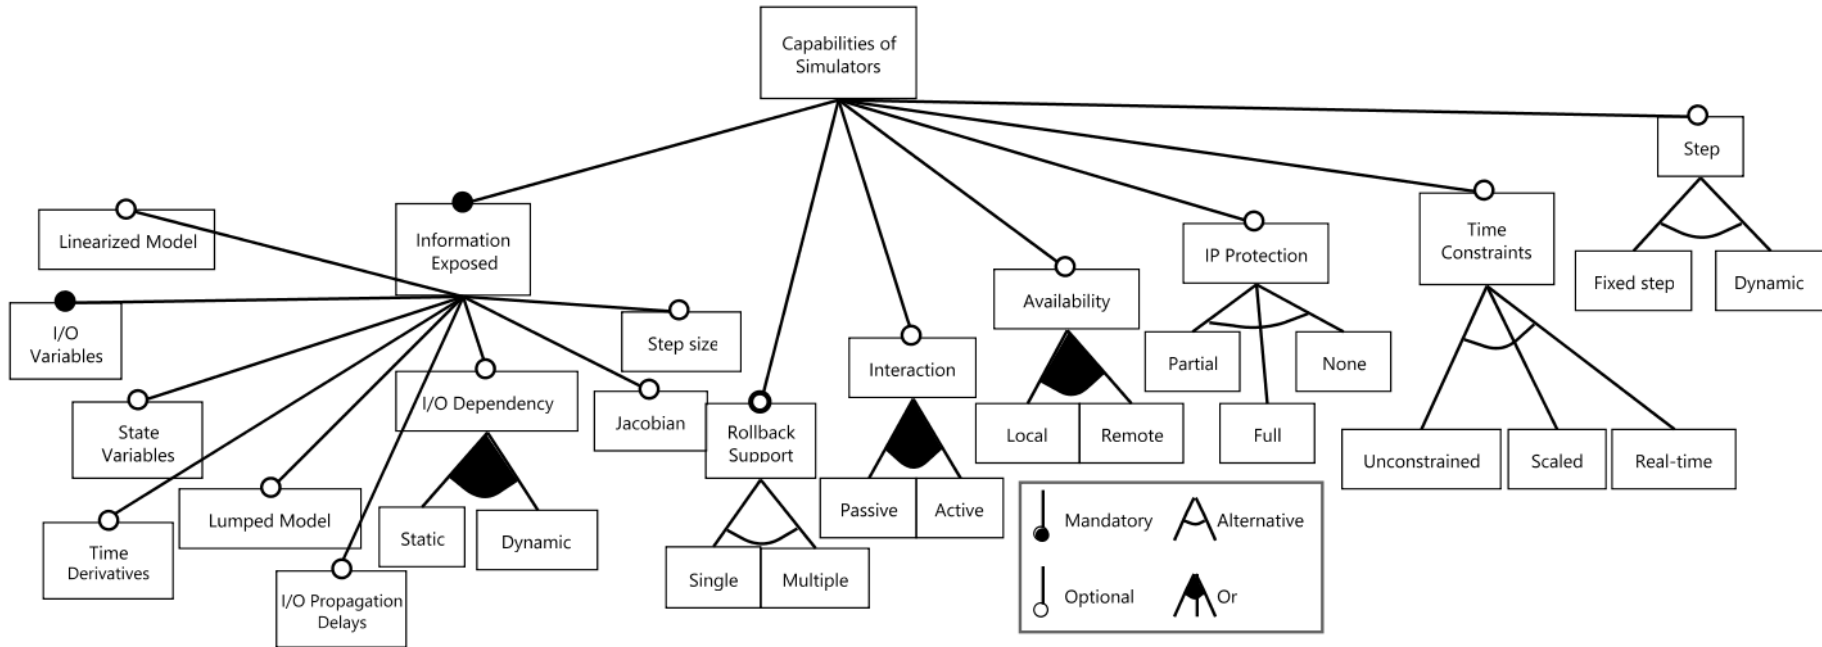 Capabilities of
Simulators
Step
Fixed step
Dynamic
Linearized Model
Information
Exposed
IP Protection
Time
Constraints
I/O
Variables
Step size
Availability
Partial
None
State
Variables
I/O Dependency
Jacobian
Rollback
Support
Interaction
Local
Remote
Full
Unconstrained
Scaled
Real-time
Time
Derivatives
Lumped Model
Static
Dynamic
Passive
Active
I/O Propagation
Delays
Single
Multiple
Mandatory
Alternative
Optional
Or